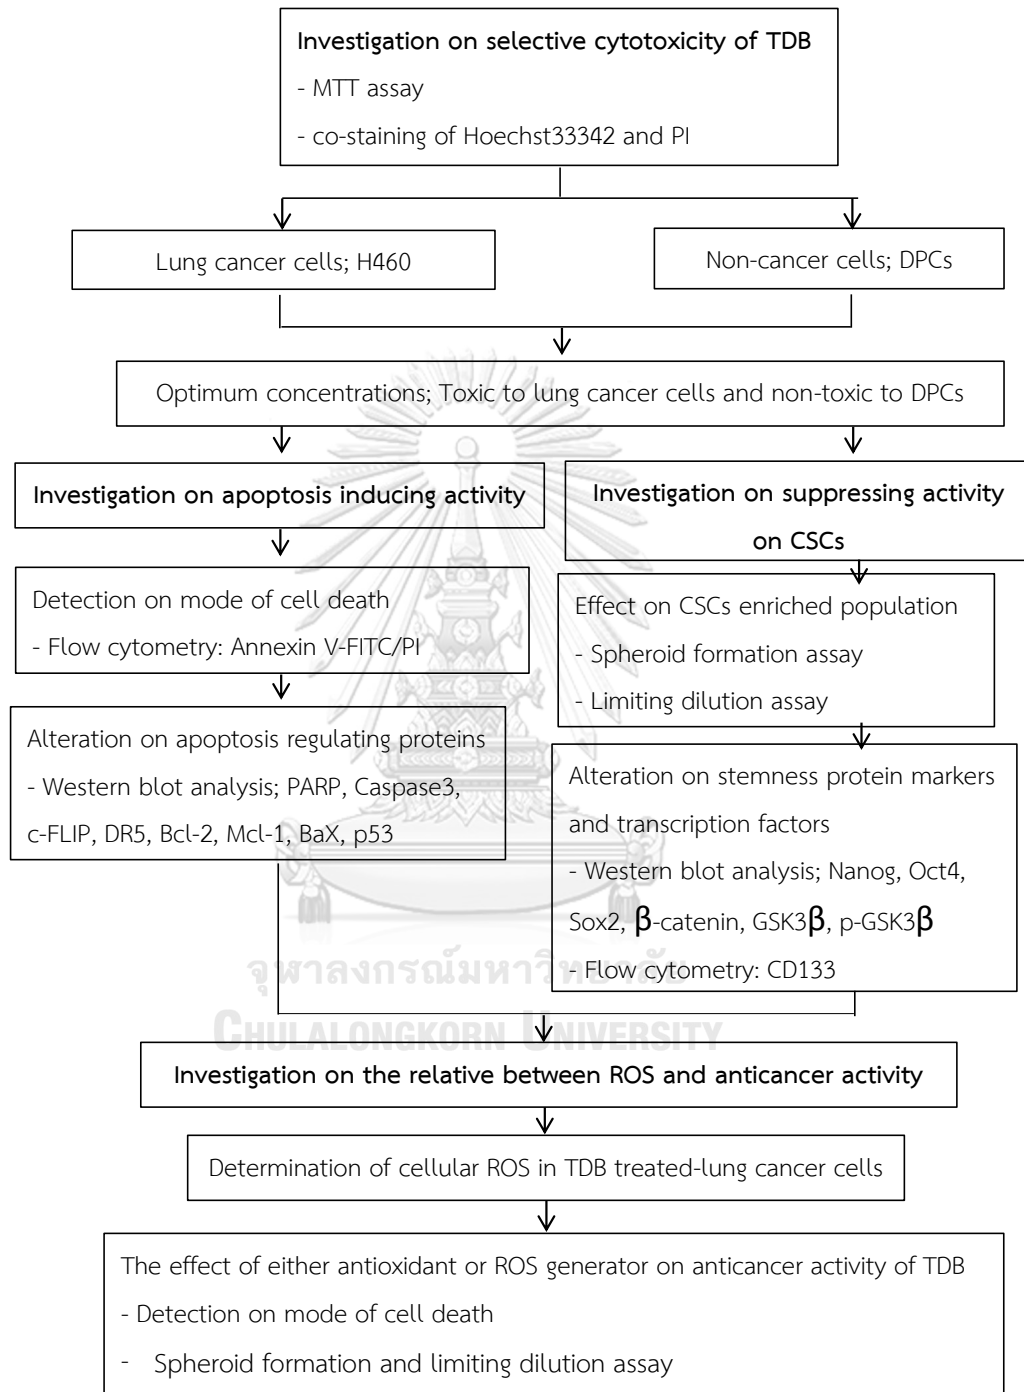 Investigation on selective cytotoxicity of TDB
- MTT assay
- co-staining of Hoechst33342 and PI
Lung cancer cells; H460
Non-cancer cells; DPCs
Optimum concentrations; Toxic to lung cancer cells and non-toxic to DPCs
Investigation on apoptosis inducing activity
Detection on mode of cell death
- Flow cytometry: Annexin V-FITC/PI
Alteration on apoptosis regulating proteins
- Western blot analysis; PARP, Caspase3,
c-FLIP, DR5, Bcl-2, Mcl-1, BaX, p53
Investigation on suppressing activity
on CSCs
Effect on CSCs enriched population
- Spheroid formation assay
- Limiting dilution assay
Alteration on stemness protein markers
and transcription factors
- Western blot analysis; Nanog, Oct4,
Sox2, β-catenin, GSK3β, p-GSK3β
- Flow cytometry: CD133
จุฬาลงกรณ์มหาวิทยาลัย
CHULALONGKORN UNIVERSITY
Investigation on the relative between ROS and anticancer activity
Determination of cellular ROS in TDB treated-lung cancer cells
The effect of either antioxidant or ROS generator on anticancer activity of TDB
- Detection on mode of cell death
- Spheroid formation and limiting dilution assay